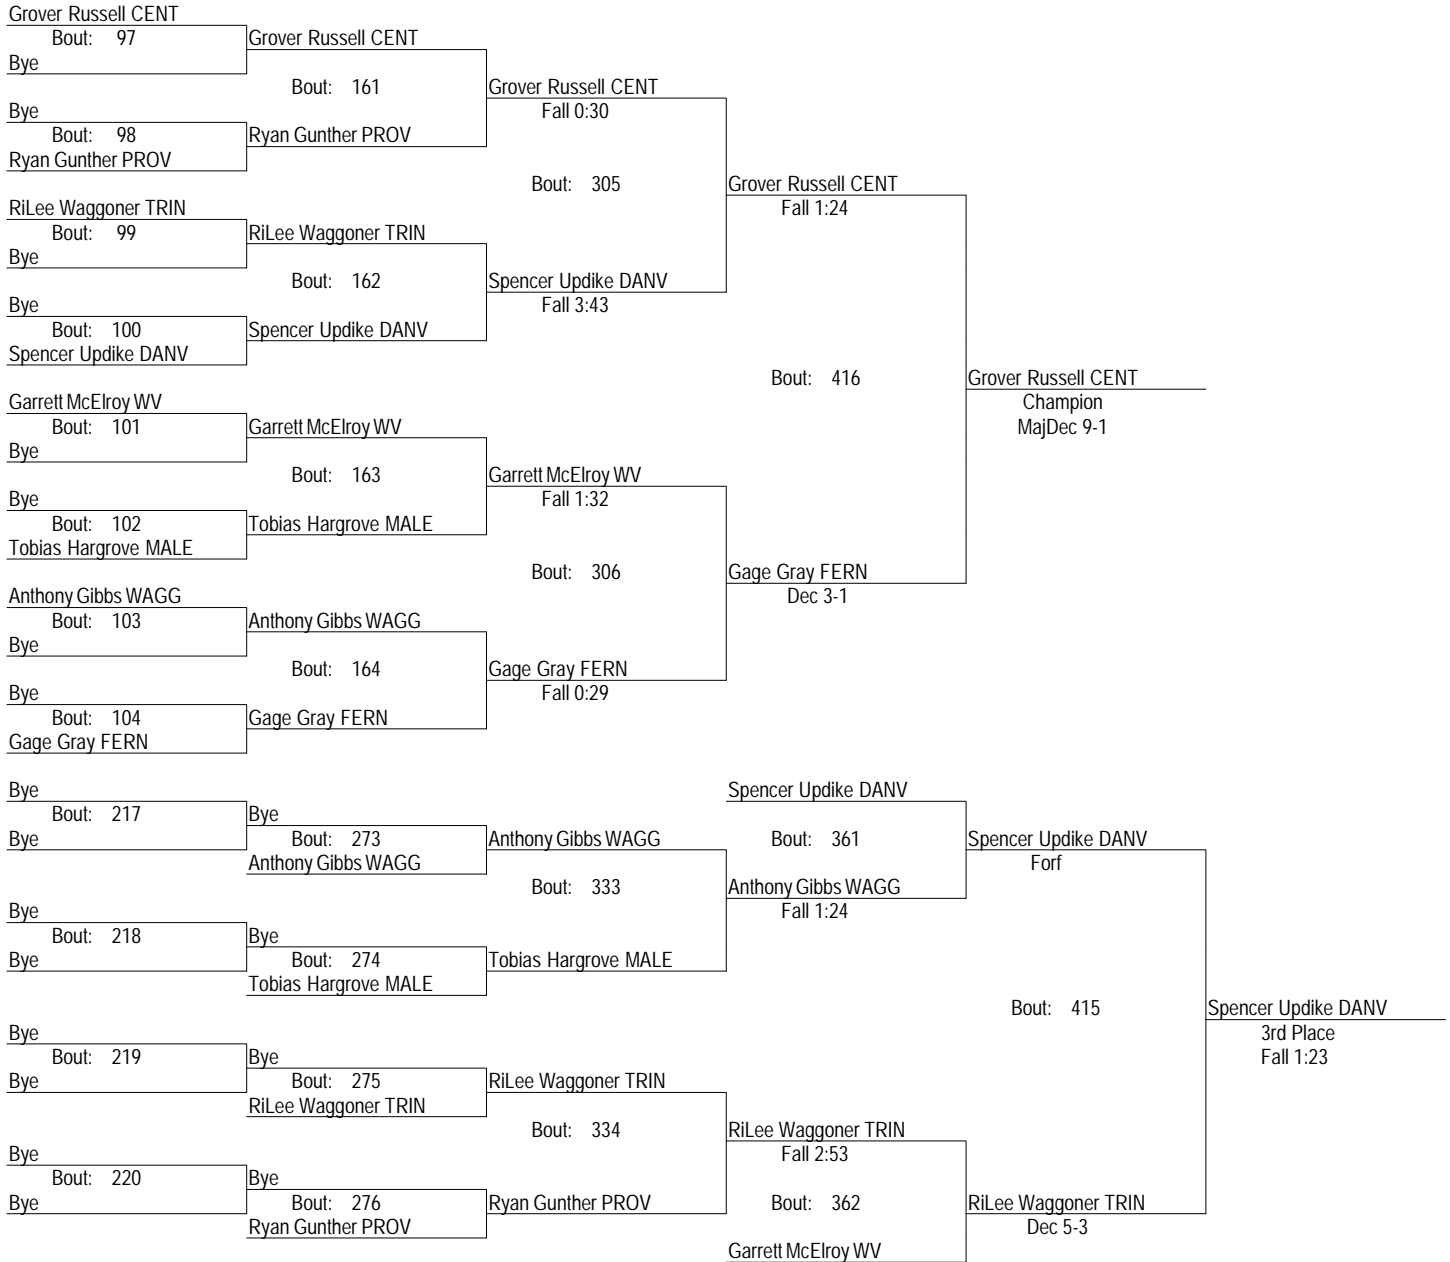 Grover Russell CENT
Bout: 97 Grover Russell CENT
Bye
Bout: 161 Grover Russell CENT
Bye Fall 0:30
Bout: 98 Ryan Gunther PROV
Ryan Gunther PROV
Bout: 305 Grover Russell CENT
RiLee Waggoner TRIN Fall 1:24
Bout: 99 RiLee Waggoner TRIN
Bye
Bout: 162 Spencer Updike DANV
Bye Fall 3:43
Bout: 100 Spencer Updike DANV
Spencer Updike DANV
Bout: 416 Grover Russell CENT
Garrett McElroy WV Champion
Bout: 101 Garrett McElroy WV MajDec 9-1
Bye
Bout: 163 Garrett McElroy WV
Bye Fall 1:32
Bout: 102 Tobias Hargrove MALE
Tobias Hargrove MALE
Bout: 306 Gage Gray FERN
Anthony Gibbs WAGG Dec 3-1
Bout: 103 Anthony Gibbs WAGG
Bye
Bout: 164 Gage Gray FERN
Bye Fall 0:29
Bout: 104 Gage Gray FERN
Gage Gray FERN
Bye Spencer Updike DANV
Bout: 217 Bye
Bye Bout: 273 Anthony Gibbs WAGG Bout: 361 Spencer Updike DANV
Anthony Gibbs WAGG Forf
Bout: 333 Anthony Gibbs WAGG
Bye Fall 1:24
Bout: 218 Bye
Bye Bout: 274 Tobias Hargrove MALE
Tobias Hargrove MALE
Bout: 415 Spencer Updike DANV
Bye 3rd Place
Bout: 219 Bye Fall 1:23
Bye Bout: 275 RiLee Waggoner TRIN
RiLee Waggoner TRIN
Bout: 334 RiLee Waggoner TRIN
Bye Fall 2:53
Bout: 220 Bye
Bye Bout: 276 Ryan Gunther PROV Bout: 362 RiLee Waggoner TRIN
Ryan Gunther PROV Dec 5-3
Garrett McElroy WV